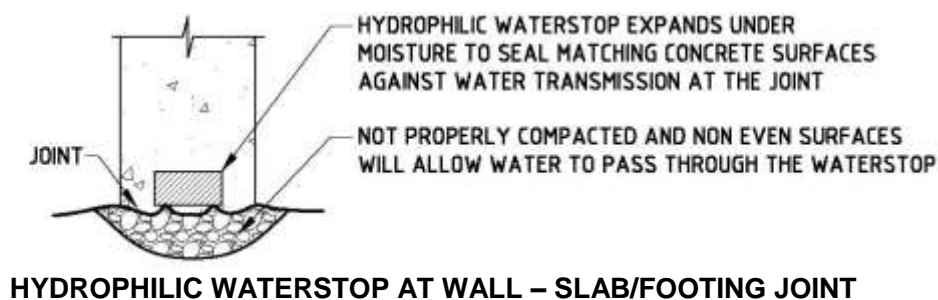 HYDROPHILIC WATERSTOP EXPANDS UNDER
MOISTURE TO SEAL MATCHING CONCRETE SURFACES
AGAINST WATER TRANSMISSION AT THE JOINT
JOINT
NOT PROPERLY COMPACTED AND NON EVEN SURFACES
WILL ALLOW WATER TO PASS THROUGH THE WATERSTOP
HYDROPHILIC WATERSTOP AT WALL – SLAB/FOOTING JOINT